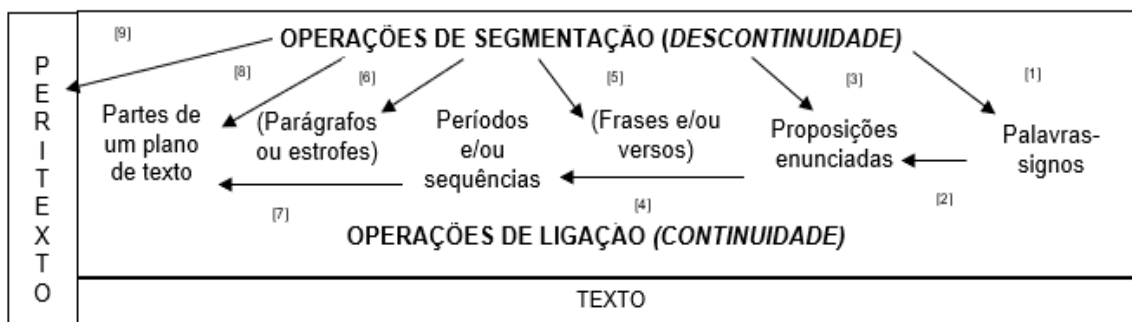 PERITEXTO
[9]
OPERAÇÕES DE SEGMENTAÇÃO (DESCONTINUIDADE)
[8] [6] [5] [3] [1]
Partes de
um plano
de texto
(Parágrafos
ou estrofes)
Períodos
e/ou
sequências
(Frases e/ou
versos)
Proposições
enunciadas
Palavras-
signos
[7] [4] [2]
OPERAÇÕES DE LIGAÇÃO (CONTINUIDADE)
TEXTO